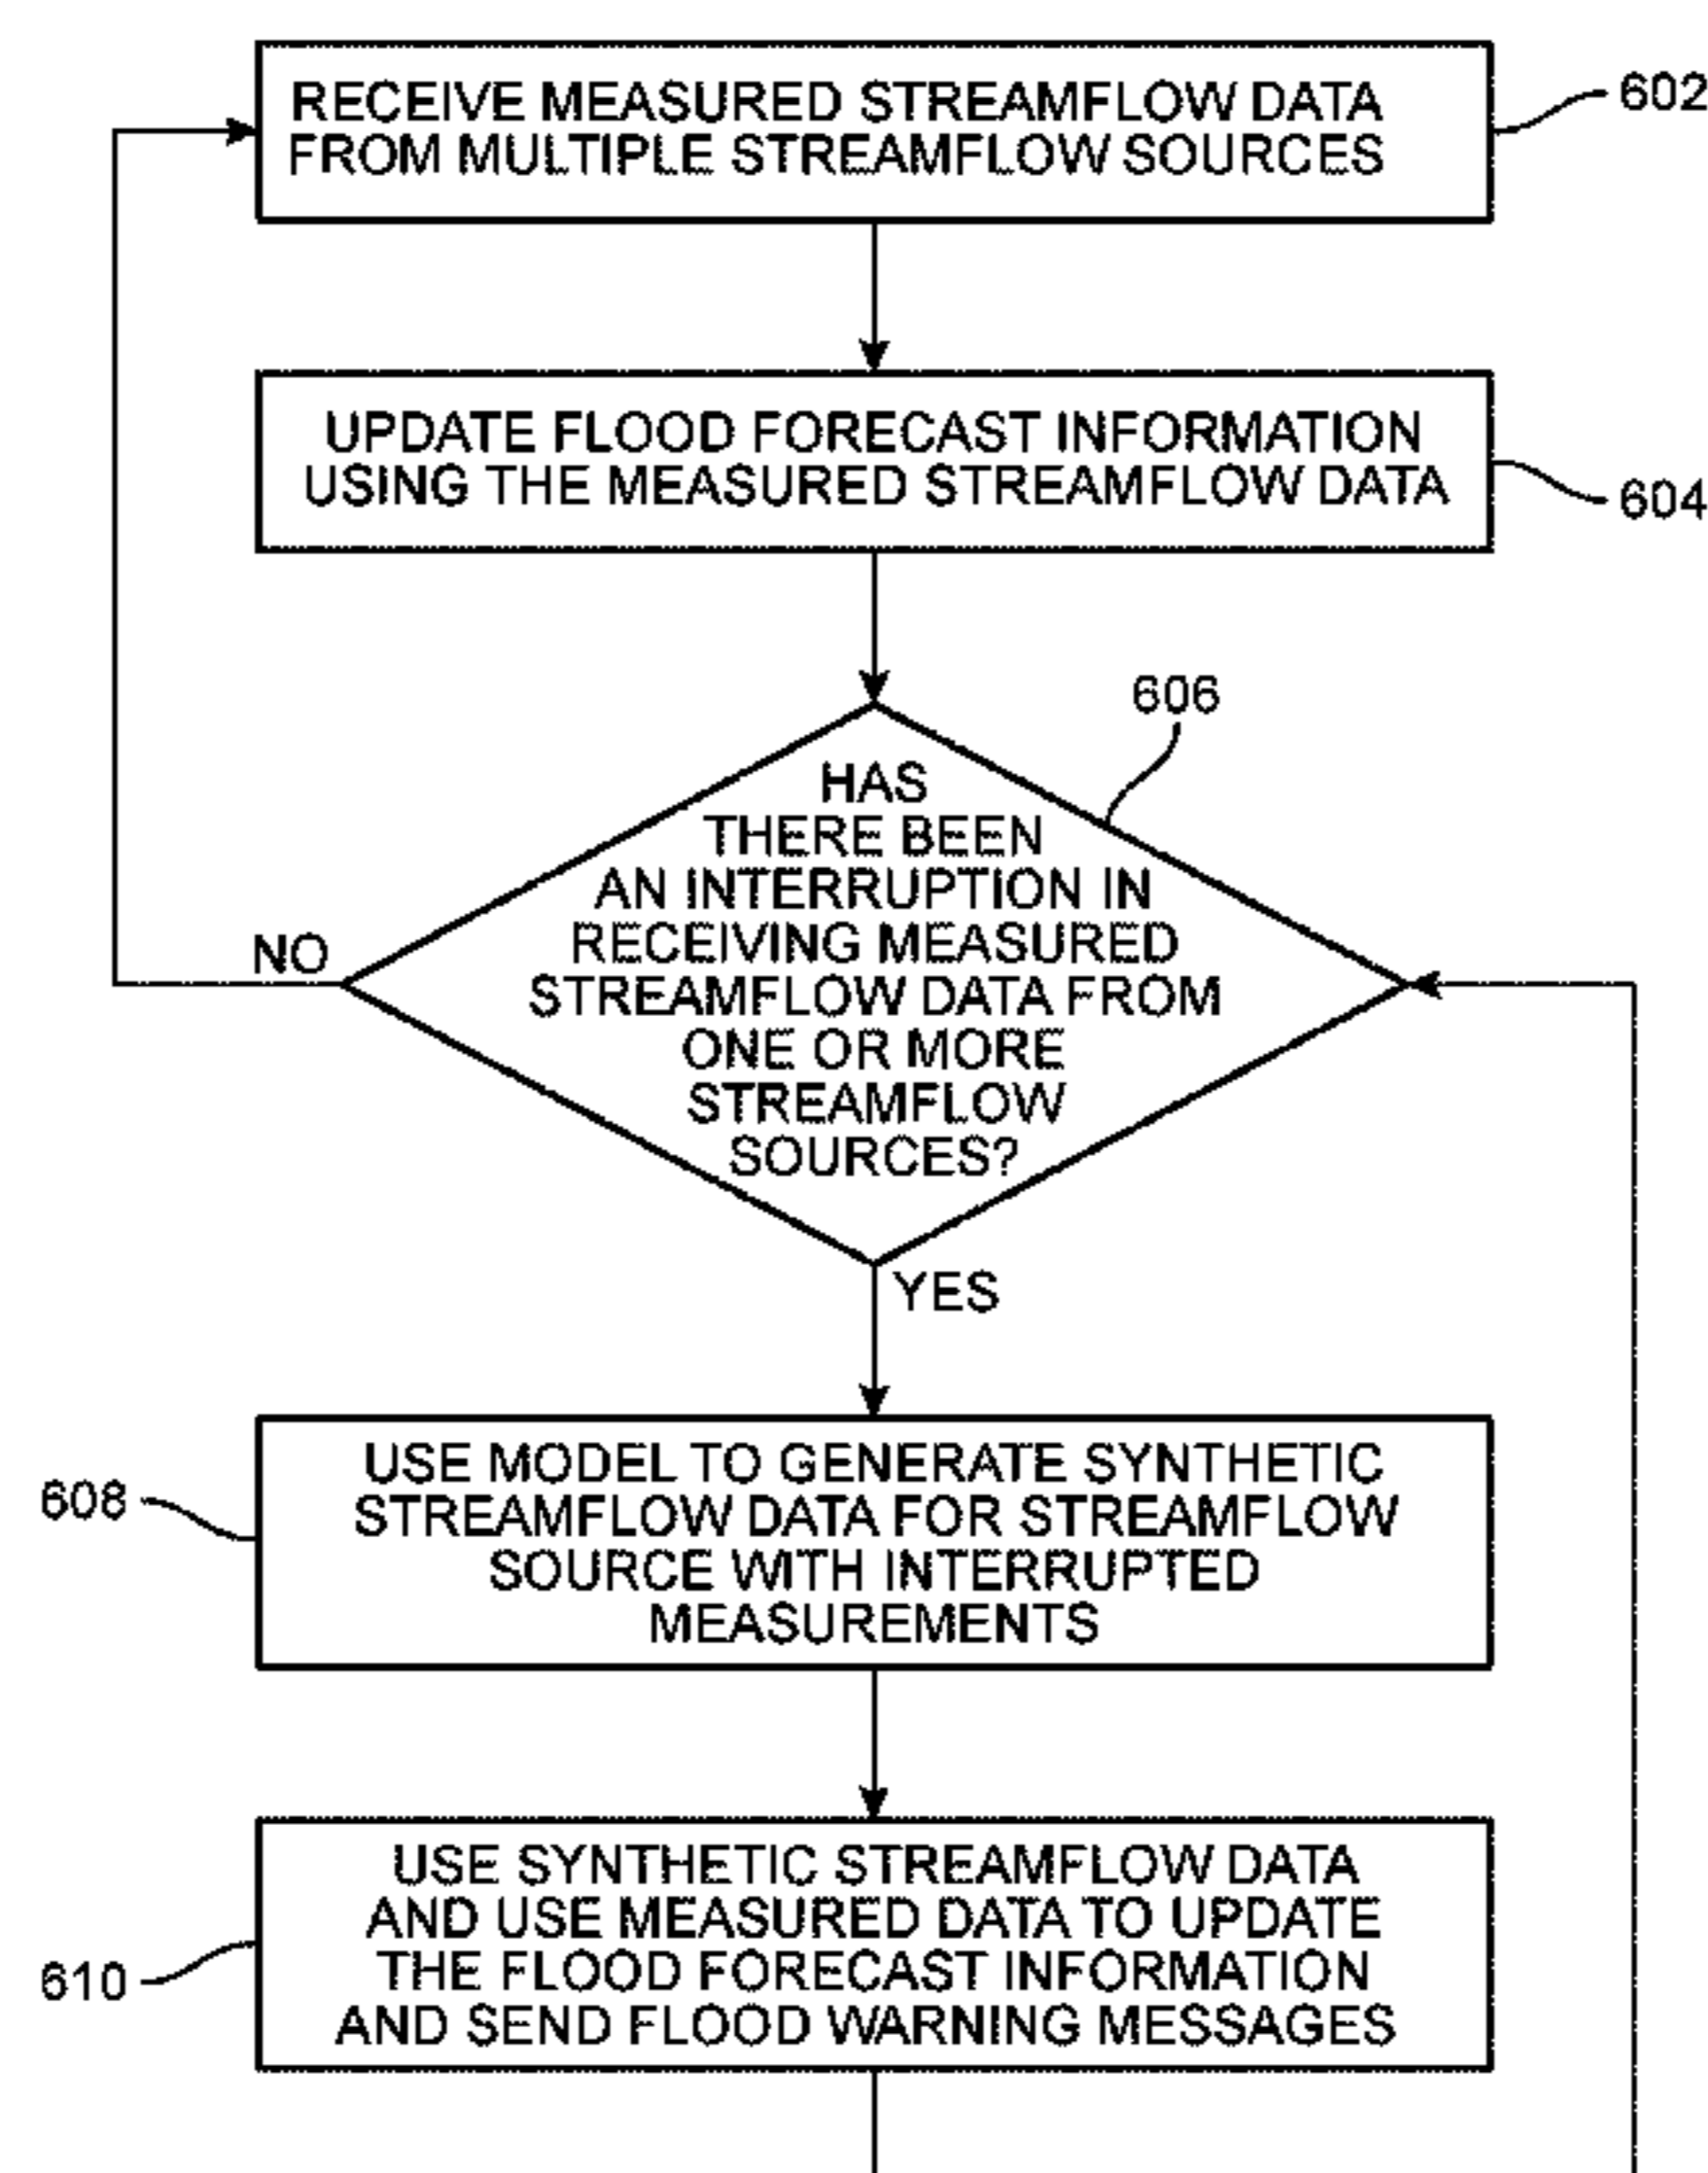 RECEIVE MEASURED STREAMFLOW DATA
FROM MULTIPLE STREAMFLOW SOURCES
602
UPDATE FLOOD FORECAST INFORMATION
USING THE MEASURED STREAMFLOW DATA
604
606
HAS
THERE BEEN
AN INTERRUPTION IN
RECEIVING MEASURED
STREAMFLOW DATA FROM
ONE OR MORE
STREAMFLOW
SOURCES?
NO
YES
608
USE MODEL TO GENERATE SYNTHETIC
STREAMFLOW DATA FOR STREAMFLOW
SOURCE WITH INTERRUPTED
MEASUREMENTS
610
USE SYNTHETIC STREAMFLOW DATA
AND USE MEASURED DATA TO UPDATE
THE FLOOD FORECAST INFORMATION
AND SEND FLOOD WARNING MESSAGES